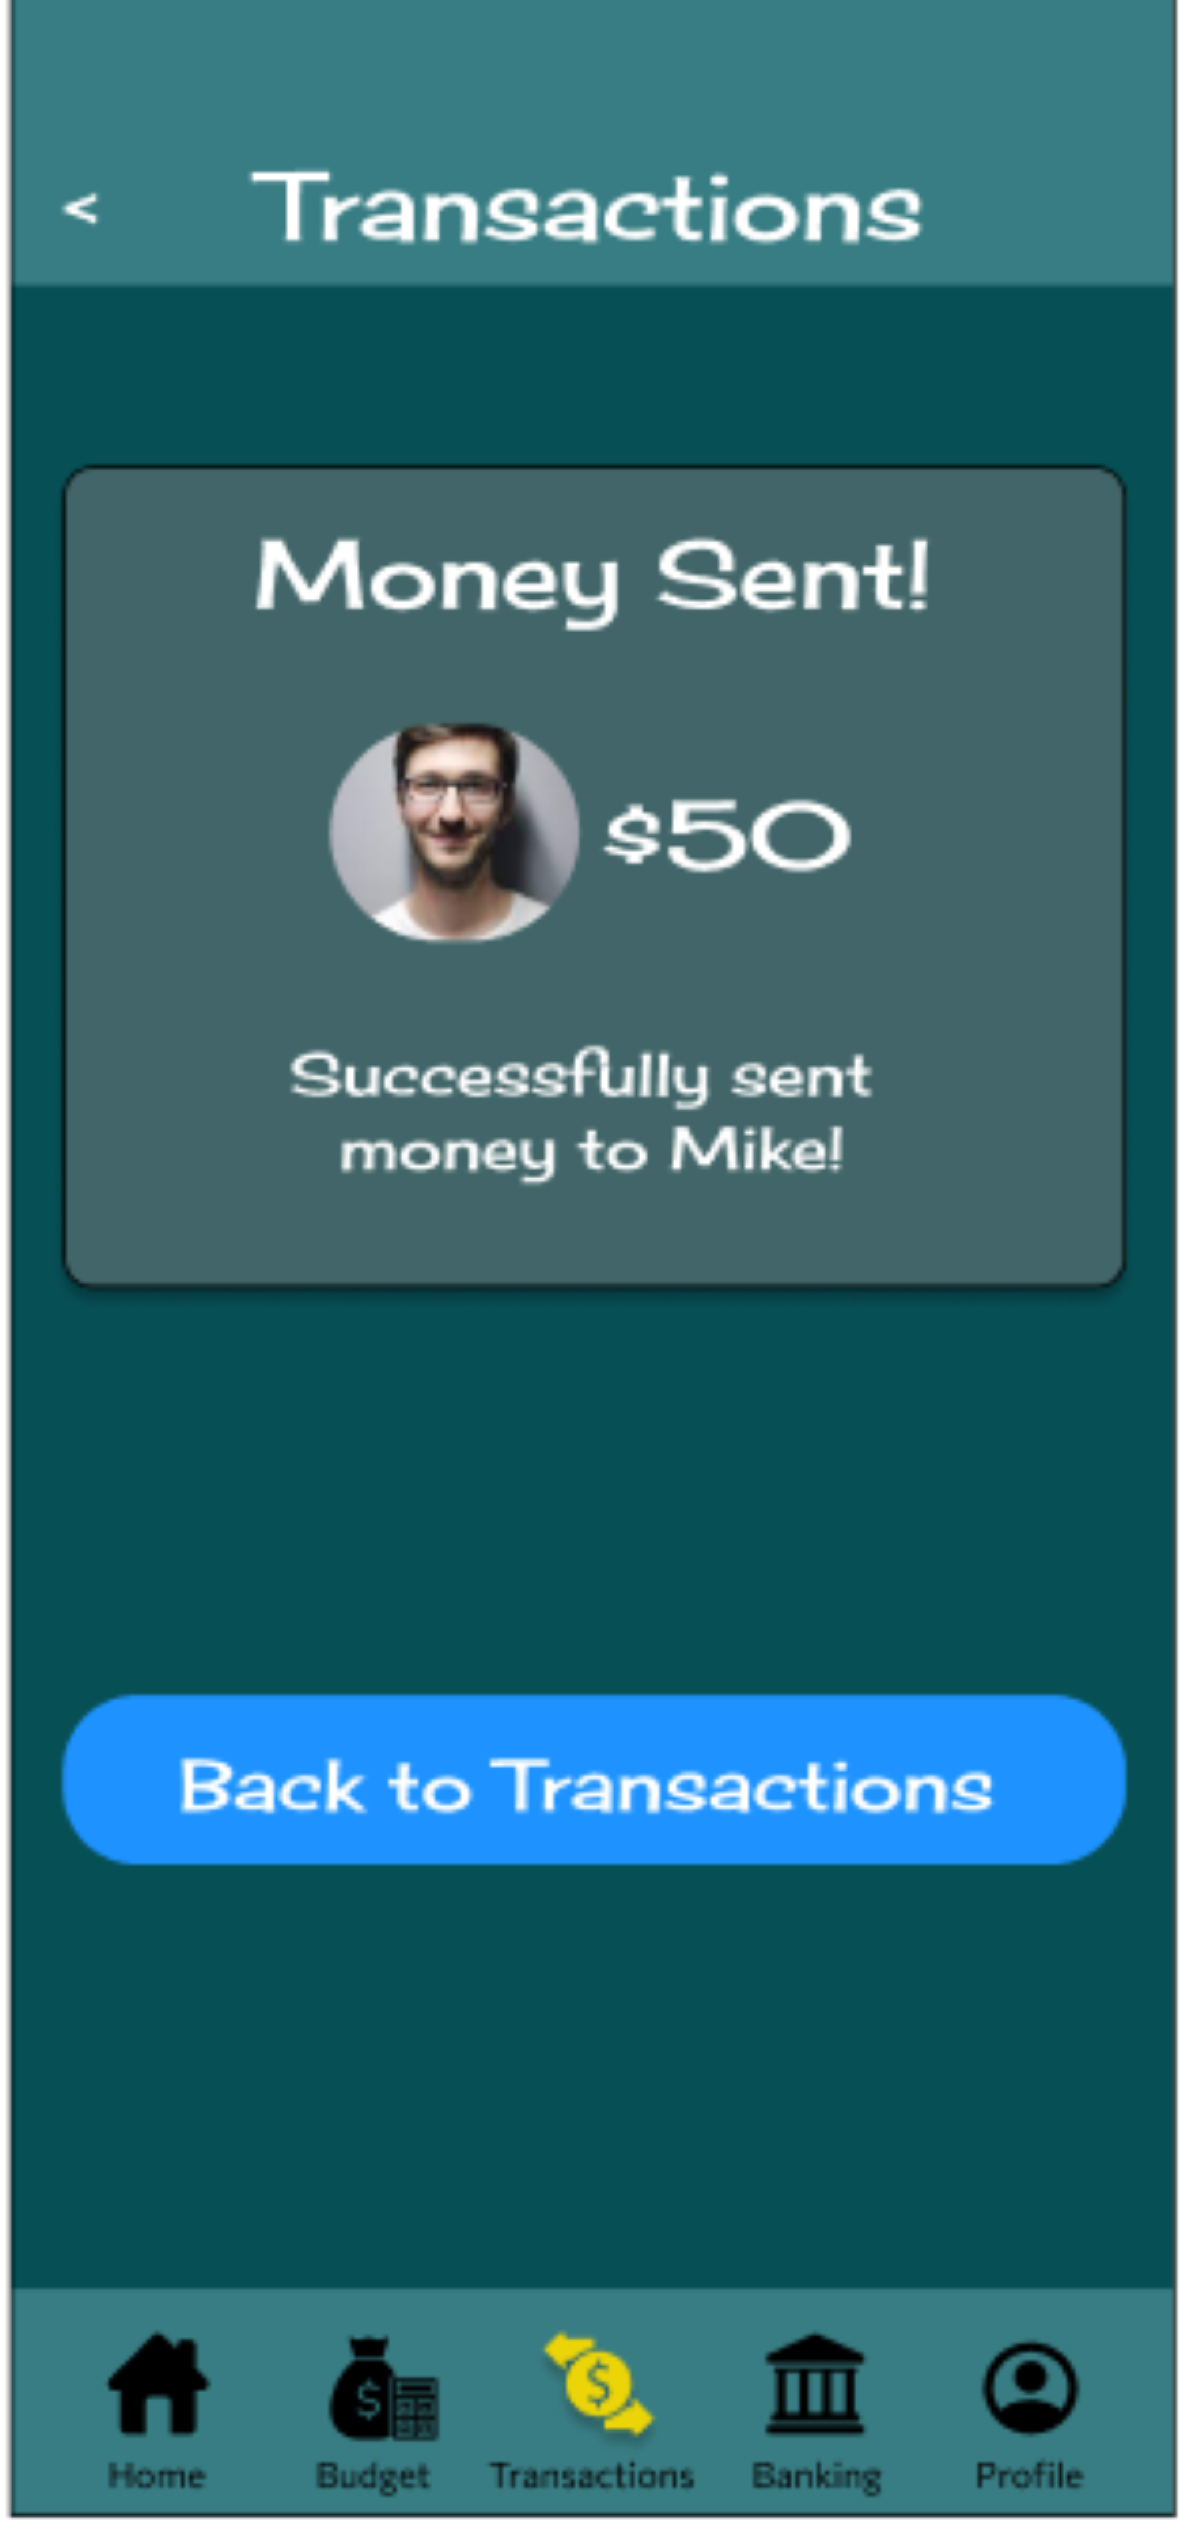 < Transactions
Money Sent!
$50
Successfully sent
money to Mike!
Back to Transactions
Home Budget Transactions Banking Profile